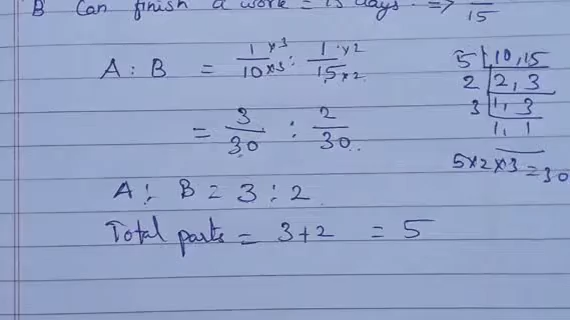 B Can finish a work = 15 days. ⇒ 1/15
A : B = 1/10 ×3/×3 : 1/15 ×2/×2
= 3/30 : 2/30
A : B = 3 : 2
Total parts = 3+2 = 5
5 | 10, 15
2 | 2, 3
3 | 1, 3
1, 1
5×2×3 = 30